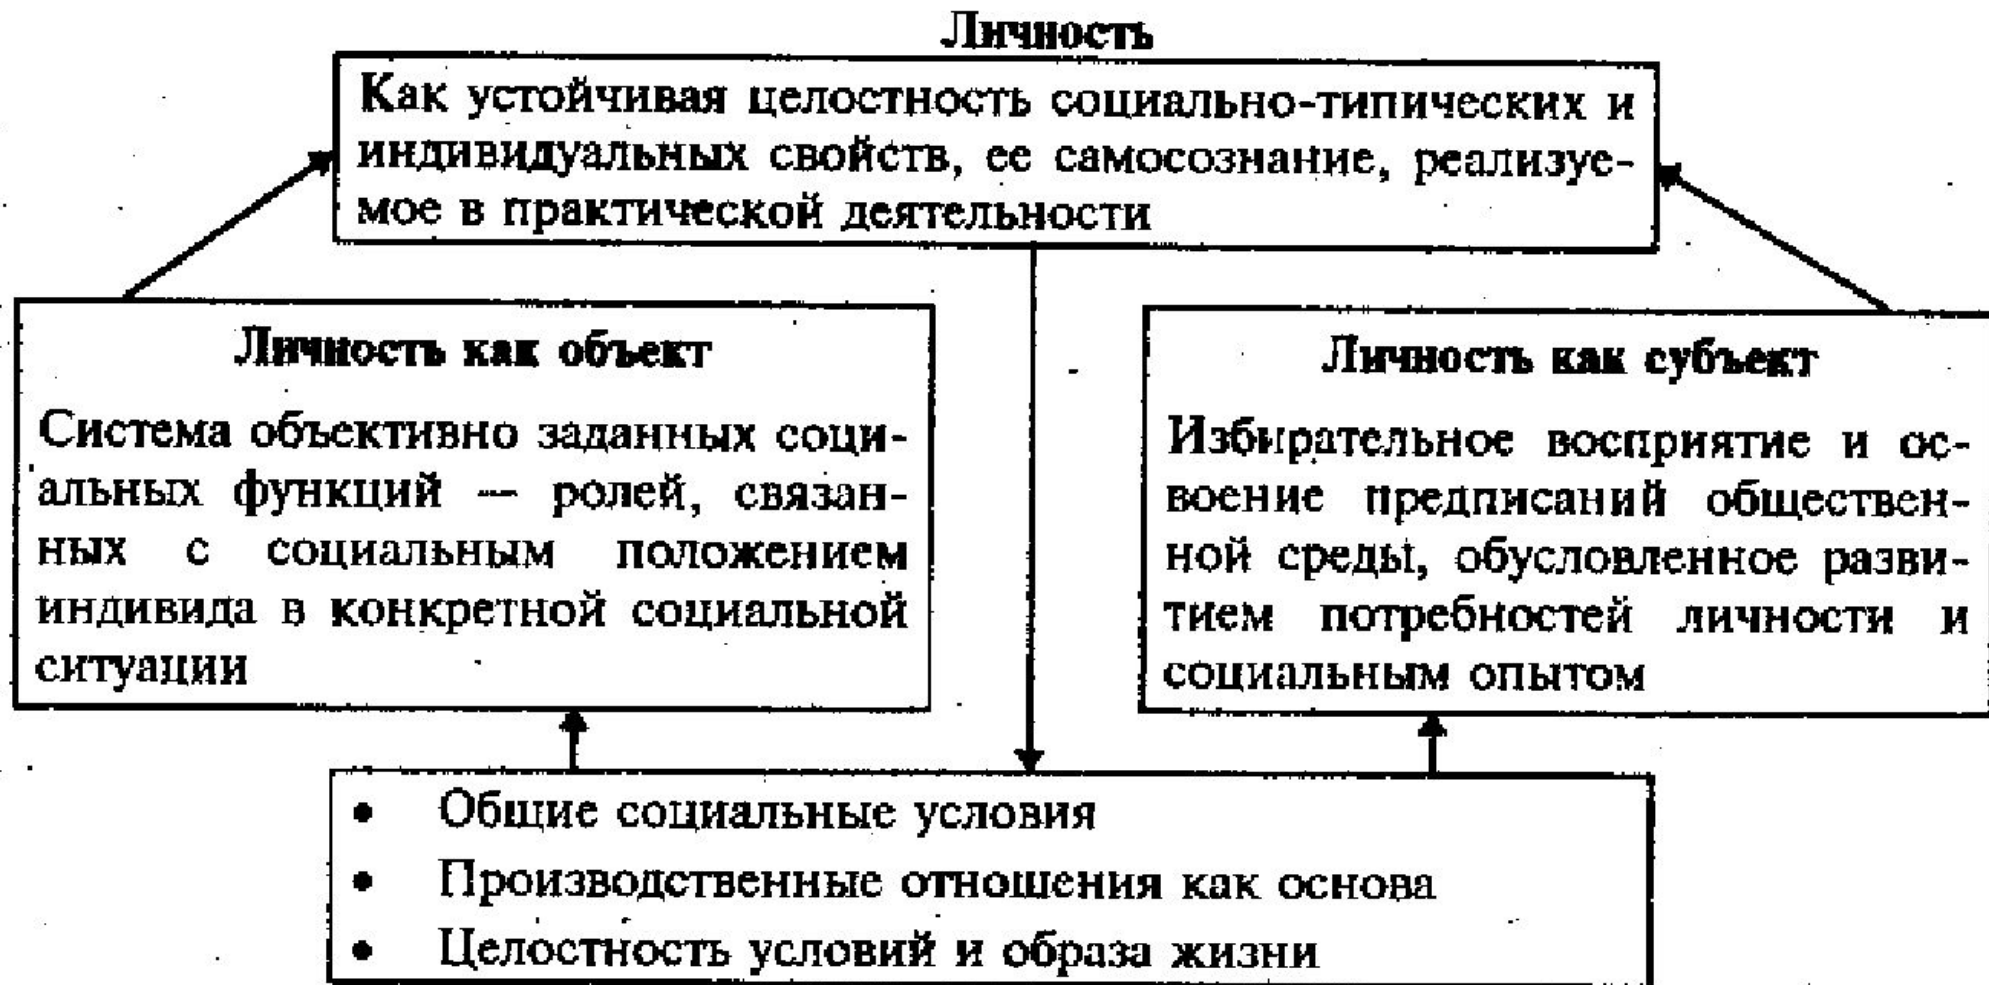 Личность
Как устойчивая целостность социально-типических и
индивидуальных свойств, ее самосознание, реализуе-
мое в практической деятельности
Личность как объект
Система объективно заданных соци-
альных функций — ролей, связан-
ных с социальным положением
индивида в конкретной социальной
ситуации
Личность как субъект
Избирательное восприятие и ос-
воение предписаний обществен-
ной среды, обусловленное разви-
тием потребностей личности и
социальным опытом
• Общие социальные условия
• Производственные отношения как основа
• Целостность условий и образа жизни